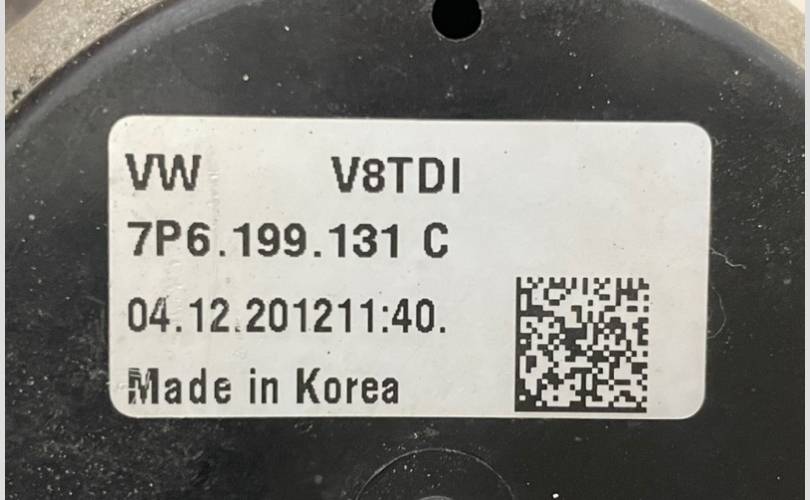 VW V8TDI
7P6.199.131 C
04.12.201211:40.
Made in Korea